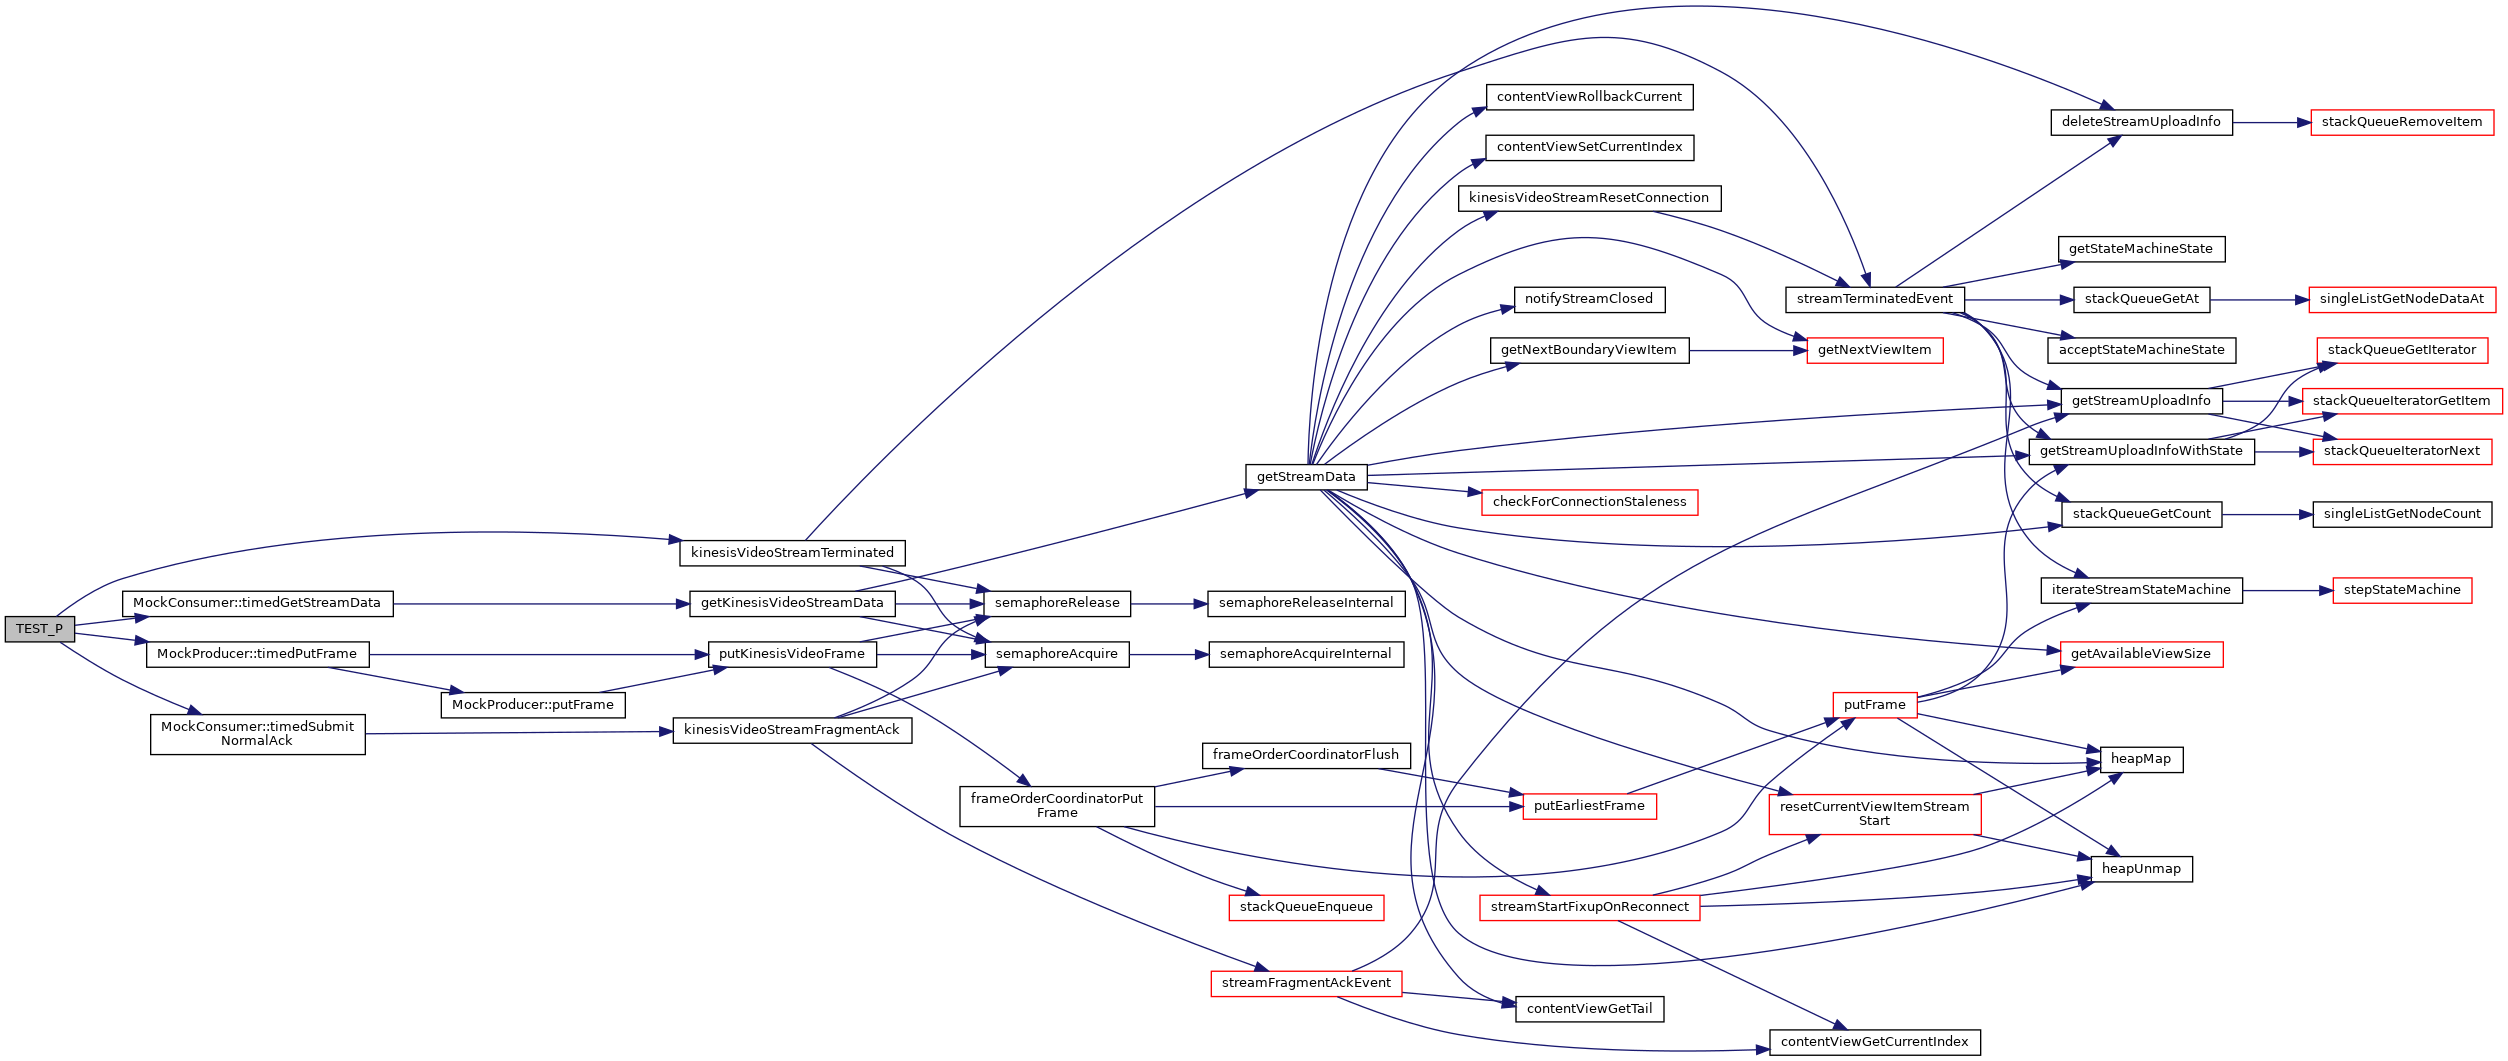 TEST_P
kinesisVideoStreamTerminated
MockConsumer::timedGetStreamData
MockProducer::timedPutFrame
MockConsumer::timedSubmit
NormalAck
getKinesisVideoStreamData
putKinesisVideoFrame
MockProducer::putFrame
kinesisVideoStreamFragmentAck
semaphoreRelease
semaphoreAcquire
frameOrderCoordinatorPut
Frame
getStreamData
semaphoreReleaseInternal
semaphoreAcquireInternal
frameOrderCoordinatorFlush
stackQueueEnqueue
streamFragmentAckEvent
contentViewRollbackCurrent
contentViewSetCurrentIndex
kinesisVideoStreamResetConnection
notifyStreamClosed
getNextBoundaryViewItem
checkForConnectionStaleness
putEarliestFrame
streamStartFixupOnReconnect
contentViewGetTail
streamTerminatedEvent
getNextViewItem
putFrame
resetCurrentViewItemStream
Start
contentViewGetCurrentIndex
deleteStreamUploadInfo
getStateMachineState
stackQueueGetAt
acceptStateMachineState
getStreamUploadInfo
getStreamUploadInfoWithState
stackQueueGetCount
iterateStreamStateMachine
getAvailableViewSize
heapMap
heapUnmap
stackQueueRemoveItem
singleListGetNodeDataAt
stackQueueGetIterator
stackQueueIteratorGetItem
stackQueueIteratorNext
singleListGetNodeCount
stepStateMachine